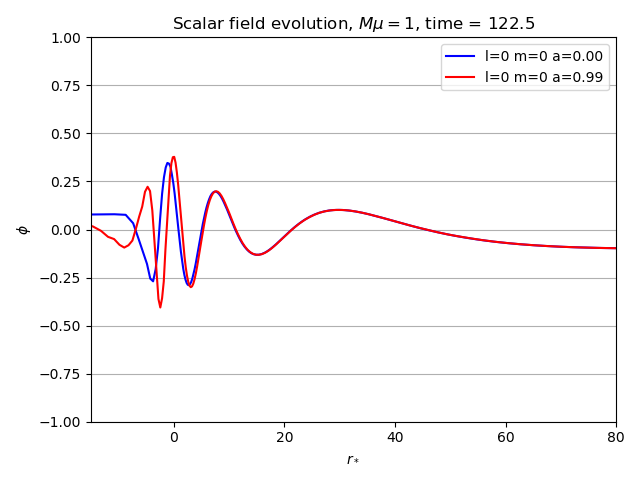 Scalar field evolution, Mμ = 1, time = 122.5
l=0 m=0 a=0.00
l=0 m=0 a=0.99
1.00
0.75
0.50
0.25
0.00
−0.25
−0.50
−0.75
−1.00
ϕ
0 20 40 60 80
r*